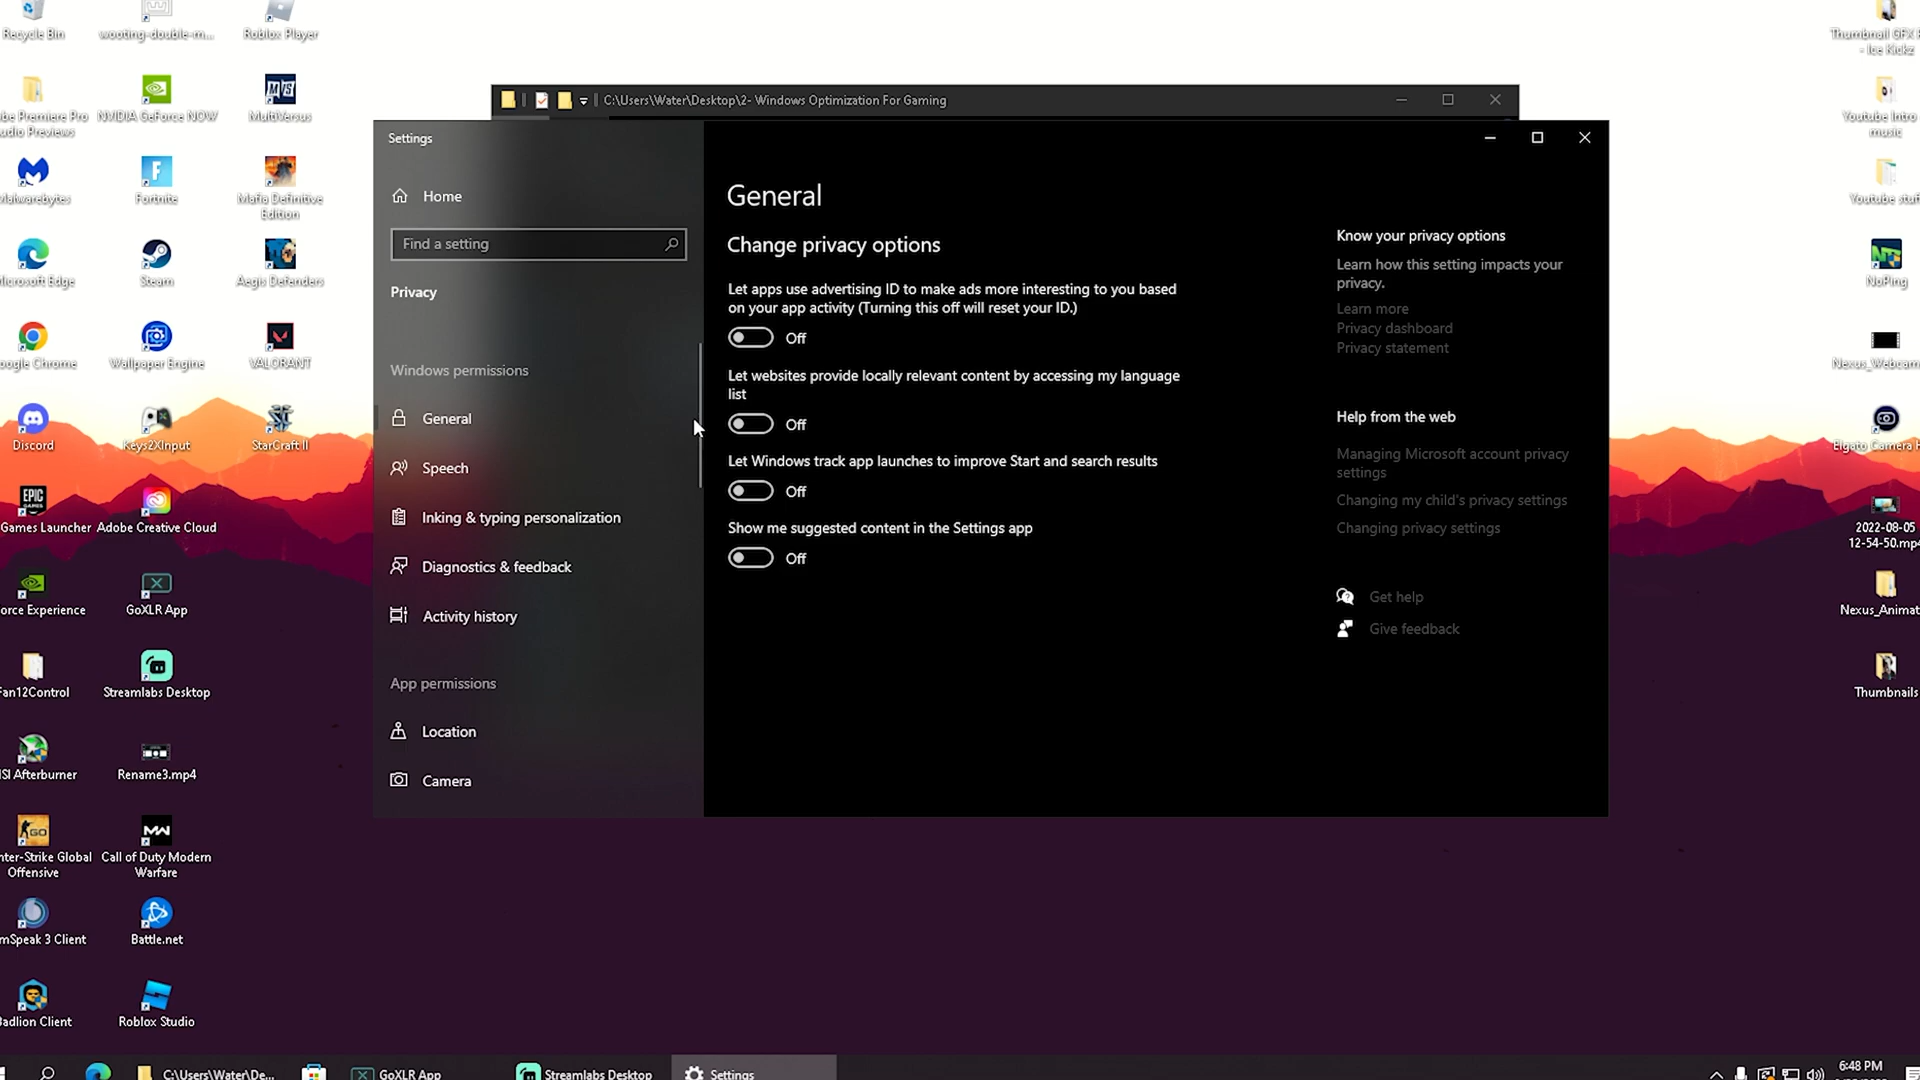 Recycle Bin
wooting-double-m...
Roblox Player
Thumbnail GFX
- Ice Kickz
be Premiere Pro
udio Previews
NVIDIA GeForce NOW
MultiVersus
Youtube Intro
music
Malwarebytes
Fortnite
Mafia Definitive
Edition
Youtube stuf
icrosoft Edge
Steam
Aegis Defenders
NoPing
oogle Chrome
Wallpaper Engine
VALORANT
Nexus_Webcam
Discord
Keys2XInput
StarCraft II
Elgato Camera H
EPIC
GAMES
Games Launcher
Adobe Creative Cloud
2022-08-05
12-54-50.mp4
orce Experience
GoXLR App
Nexus_Animat
Fan12Control
Streamlabs Desktop
Thumbnails
SI Afterburner
Rename3.mp4
nter-Strike Global
Offensive
Call of Duty Modern
Warfare
mSpeak 3 Client
Battle.net
Badlion Client
Roblox Studio
C:\Users\Water\Desktop\2- Windows Optimization For Gaming
Settings
Home
Find a setting
Privacy
Windows permissions
General
Speech
Inking & typing personalization
Diagnostics & feedback
Activity history
App permissions
Location
Camera
General
Change privacy options
Let apps use advertising ID to make ads more interesting to you based
on your app activity (Turning this off will reset your ID.)
Off
Let websites provide locally relevant content by accessing my language
list
Off
Let Windows track app launches to improve Start and search results
Off
Show me suggested content in the Settings app
Off
Know your privacy options
Learn how this setting impacts your
privacy.
Learn more
Privacy dashboard
Privacy statement
Help from the web
Managing Microsoft account privacy
settings
Changing my child's privacy settings
Changing privacy settings
Get help
Give feedback
C:\Users\Water\De...
GoXLR App
Streamlabs Desktop
Settings
6:48 PM